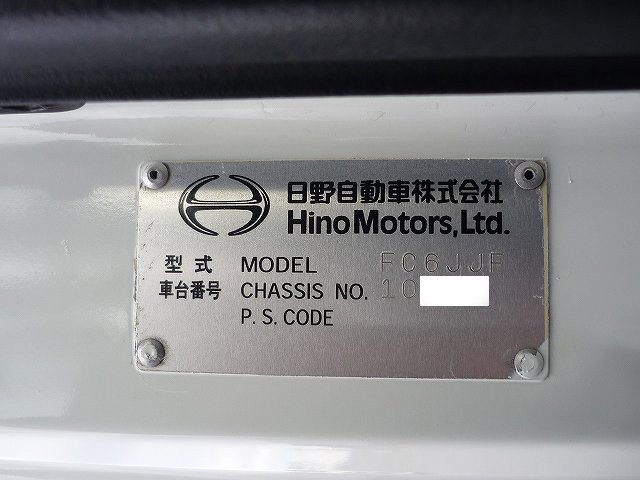 日野自動車株式会社
Hino Motors, Ltd.
型式 MODEL FC6JJF
車台番号 CHASSIS NO. 10
P.S.CODE